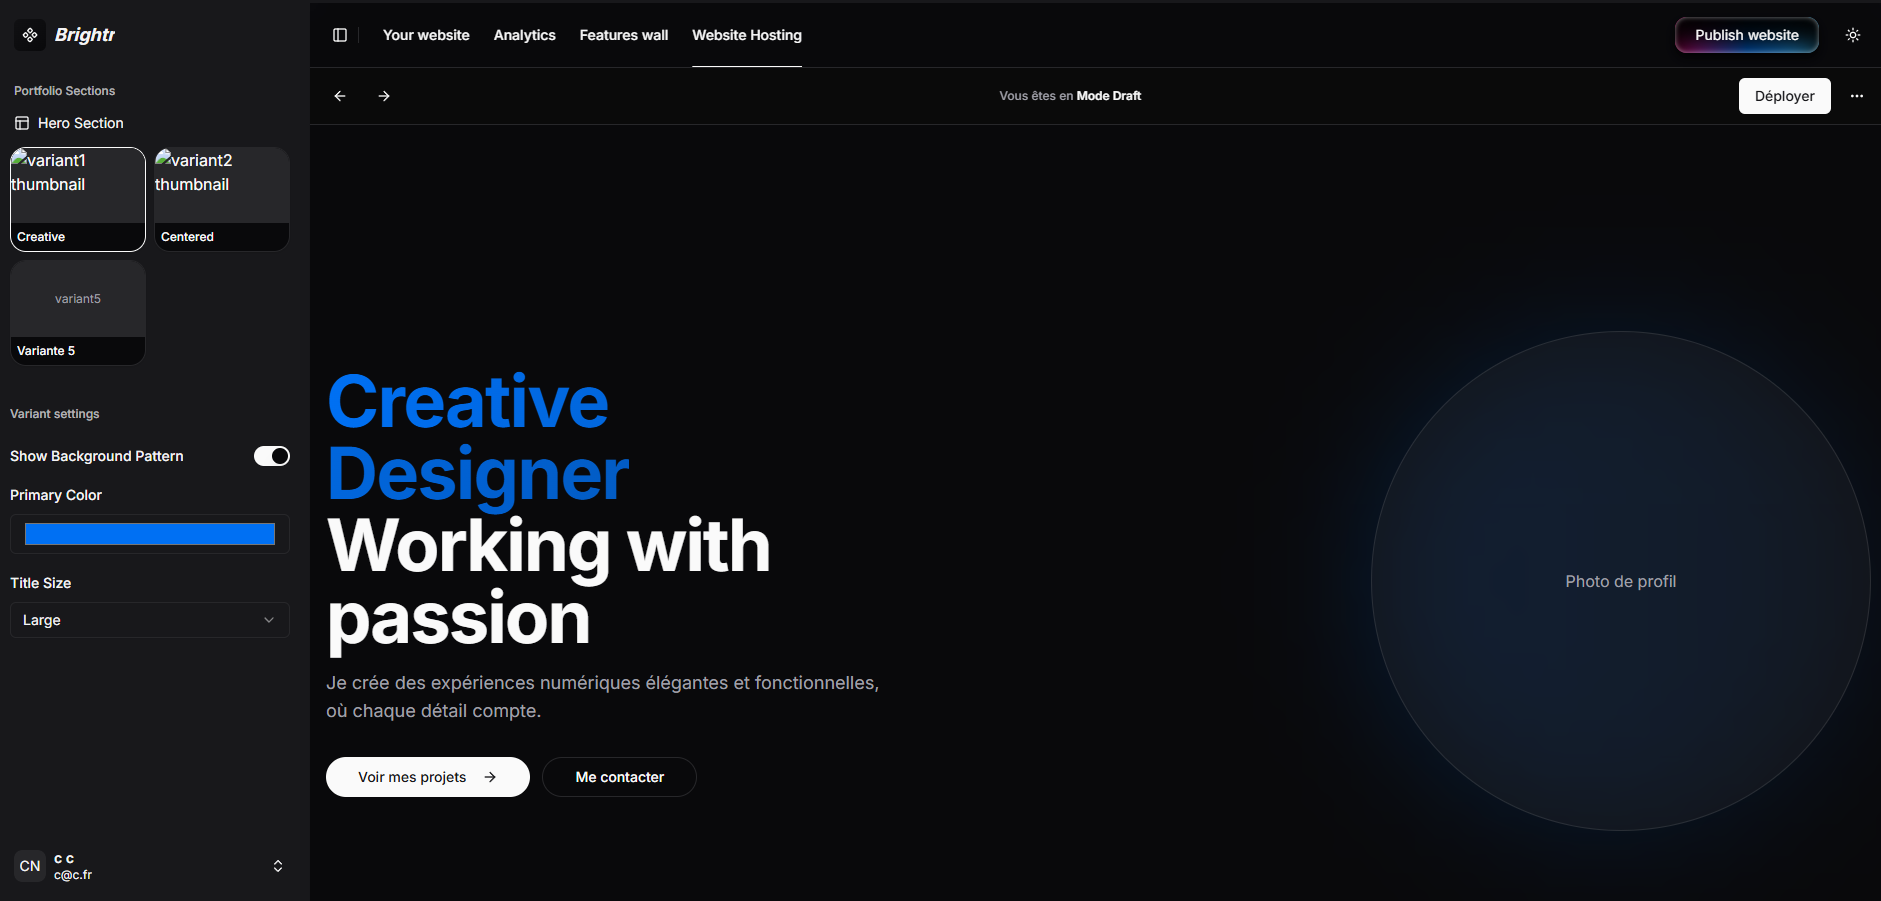 Brightr
Your website
Analytics
Features wall
Website Hosting
Publish website
Portfolio Sections
Vous êtes en Mode Draft
Déployer
Hero Section
variant1
thumbnail
Creative
variant2
thumbnail
Centered
variant5
Variante 5
Variant settings
Show Background Pattern
Primary Color
Title Size
Large
CN
c c
c@c.fr
Creative
Designer
Working with
passion
Je crée des expériences numériques élégantes et fonctionnelles,
où chaque détail compte.
Voir mes projets
Me contacter
Photo de profil